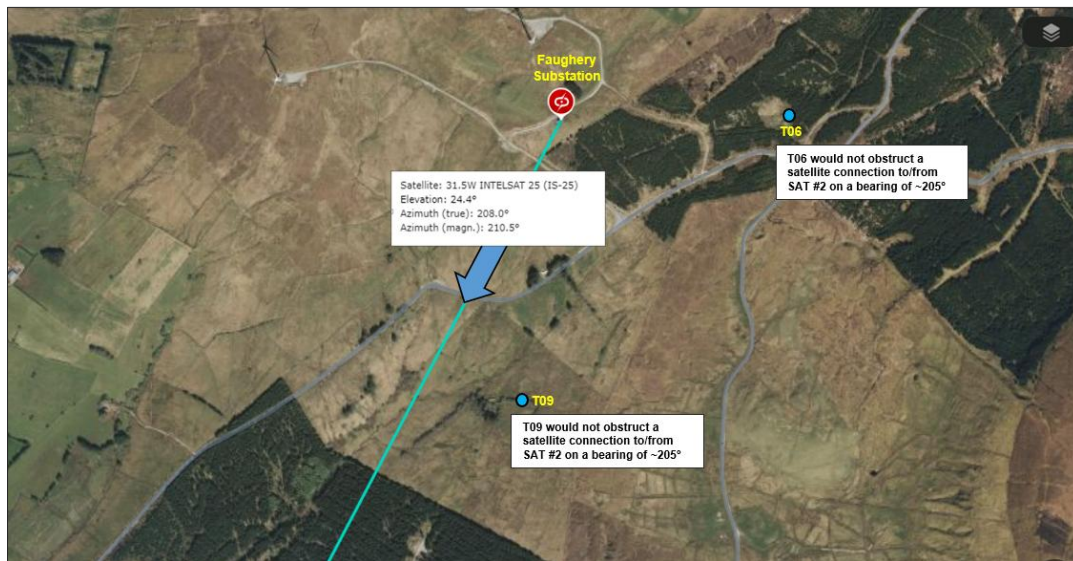 Faughery
Substation
T06
T06 would not obstruct a
satellite connection to/from
SAT #2 on a bearing of ~205°
Satellite: 31.5W INTELSAT 25 (IS-25)
Elevation: 24.4°
Azimuth (true): 208.0°
Azimuth (magn.): 210.5°
T09
T09 would not obstruct a
satellite connection to/from
SAT #2 on a bearing of ~205°